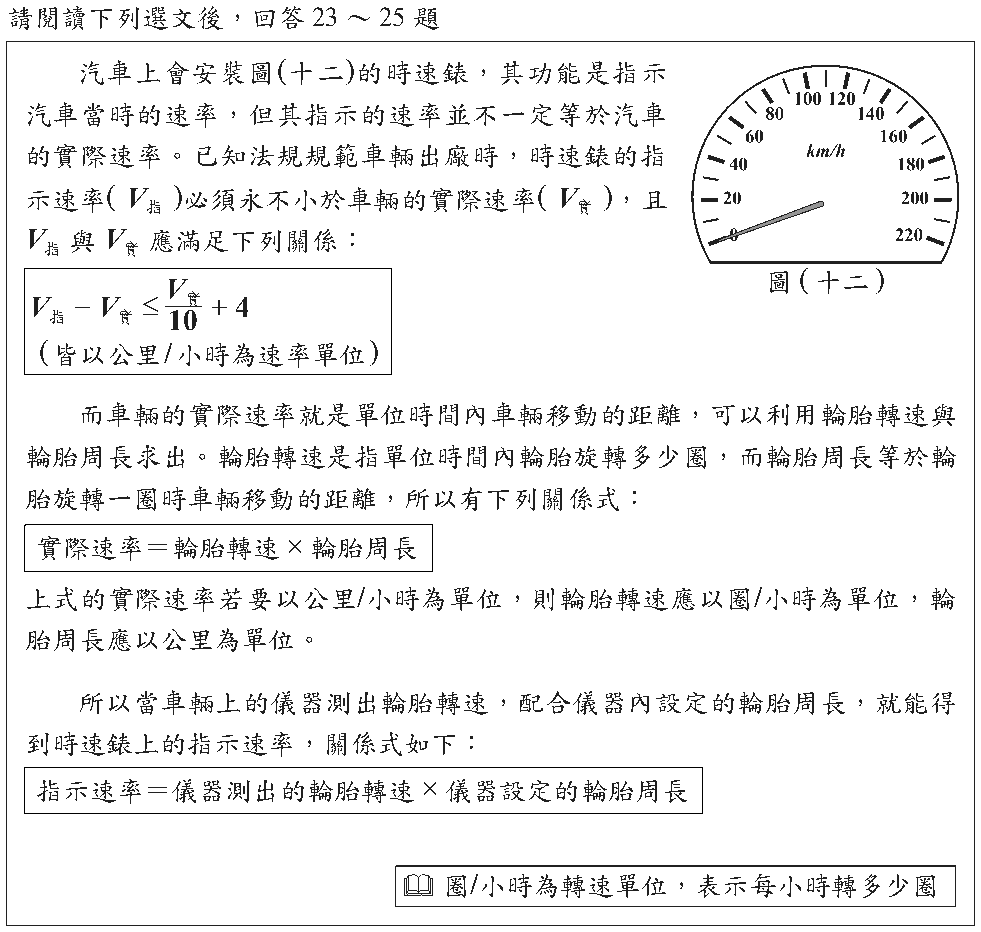 請閱讀下列選文後，回答 23 ～ 25 題
汽車上會安裝圖(十二)的時速錶，其功能是指示
汽車當時的速率，但其指示的速率並不一定等於汽車
的實際速率。已知法規規範車輛出廠時，時速錶的指
示速率( V指 )必須永不小於車輛的實際速率( V實 )，且
V指 與 V實 應滿足下列關係：
V指 − V實 ≤ V實/10 + 4
（皆以公里/小時為速率單位）
0 20 40 60 80 100 120 140 160 180 200 220
km/h
圖(十二)
而車輛的實際速率就是單位時間內車輛移動的距離，可以利用輪胎轉速與
輪胎周長求出。輪胎轉速是指單位時間內輪胎旋轉多少圈，而輪胎周長等於輪
胎旋轉一圈時車輛移動的距離，所以有下列關係式：
實際速率＝輪胎轉速 × 輪胎周長
上式的實際速率若要以公里/小時為單位，則輪胎轉速應以圈/小時為單位，輪
胎周長應以公里為單位。
所以當車輛上的儀器測出輪胎轉速，配合儀器內設定的輪胎周長，就能得
到時速錶上的指示速率，關係式如下：
指示速率＝儀器測出的輪胎轉速 × 儀器設定的輪胎周長
圈/小時為轉速單位，表示每小時轉多少圈